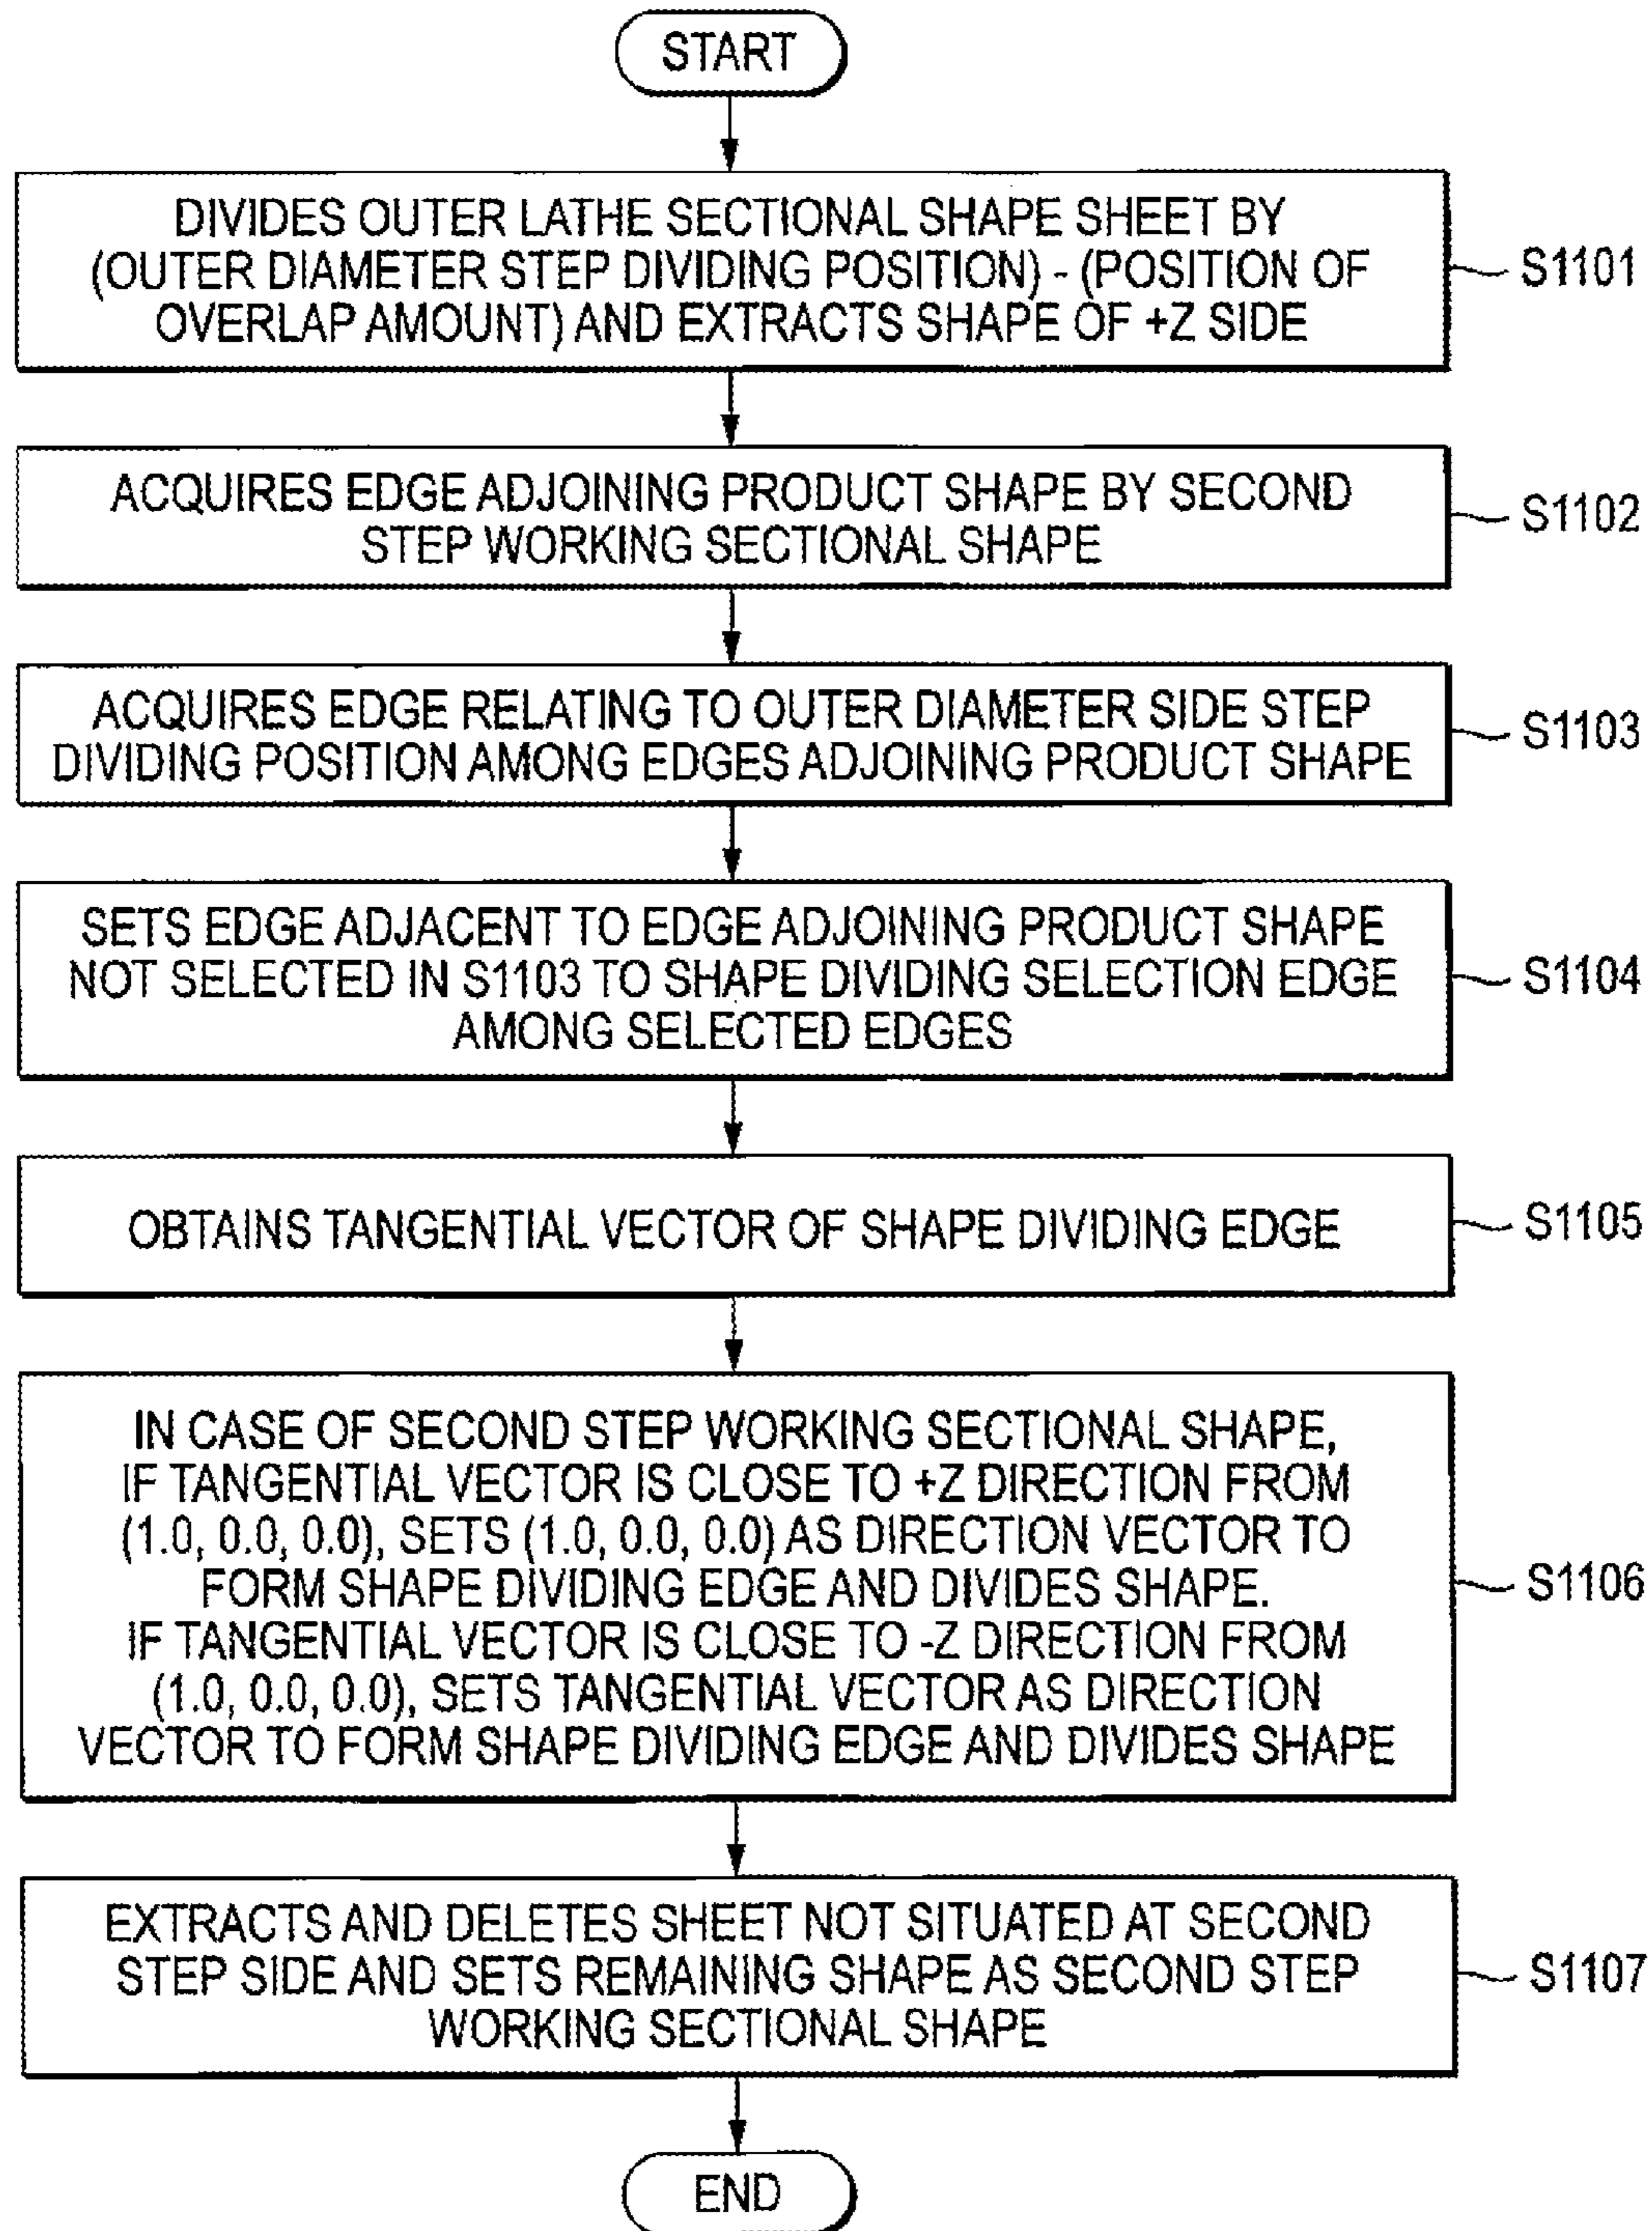 START
DIVIDES OUTER LATHE SECTIONAL SHAPE SHEET BY
(OUTER DIAMETER STEP DIVIDING POSITION) - (POSITION OF
OVERLAP AMOUNT) AND EXTRACTS SHAPE OF +Z SIDE
S1101
ACQUIRES EDGE ADJOINING PRODUCT SHAPE BY SECOND
STEP WORKING SECTIONAL SHAPE
S1102
ACQUIRES EDGE RELATING TO OUTER DIAMETER SIDE STEP
DIVIDING POSITION AMONG EDGES ADJOINING PRODUCT SHAPE
S1103
SETS EDGE ADJACENT TO EDGE ADJOINING PRODUCT SHAPE
NOT SELECTED IN S1103 TO SHAPE DIVIDING SELECTION EDGE
AMONG SELECTED EDGES
S1104
OBTAINS TANGENTIAL VECTOR OF SHAPE DIVIDING EDGE
S1105
IN CASE OF SECOND STEP WORKING SECTIONAL SHAPE,
IF TANGENTIAL VECTOR IS CLOSE TO +Z DIRECTION FROM
(1.0, 0.0, 0.0), SETS (1.0, 0.0, 0.0) AS DIRECTION VECTOR TO
FORM SHAPE DIVIDING EDGE AND DIVIDES SHAPE.
IF TANGENTIAL VECTOR IS CLOSE TO -Z DIRECTION FROM
(1.0, 0.0, 0.0), SETS TANGENTIAL VECTOR AS DIRECTION
VECTOR TO FORM SHAPE DIVIDING EDGE AND DIVIDES SHAPE
S1106
EXTRACTS AND DELETES SHEET NOT SITUATED AT SECOND
STEP SIDE AND SETS REMAINING SHAPE AS SECOND STEP
WORKING SECTIONAL SHAPE
S1107
END